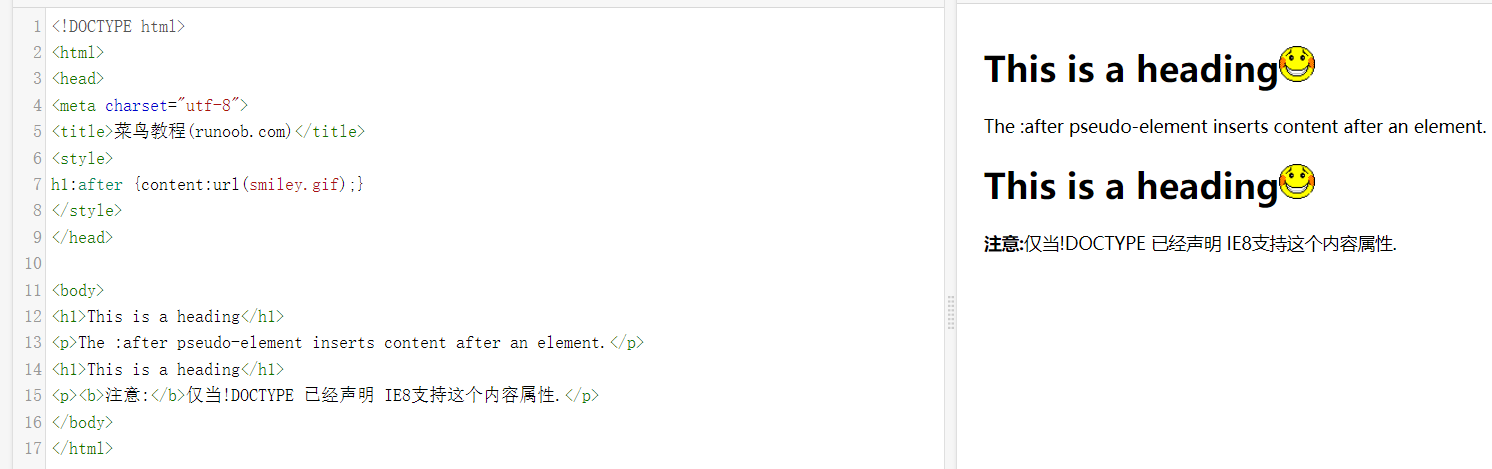 1 <!DOCTYPE html>
2 <html>
3 <head>
4 <meta charset="utf-8">
5 <title>菜鸟教程(runoob.com)</title>
6 <style>
7 h1:after {content:url(smiley.gif);}
8 </style>
9 </head>
10
11 <body>
12 <h1>This is a heading</h1>
13 <p>The :after pseudo-element inserts content after an element.</p>
14 <h1>This is a heading</h1>
15 <p><b>注意:</b>仅当!DOCTYPE 已经声明 IE8支持这个内容属性.</p>
16 </body>
17 </html>
This is a heading
The :after pseudo-element inserts content after an element.
This is a heading
注意:仅当!DOCTYPE 已经声明 IE8支持这个内容属性.